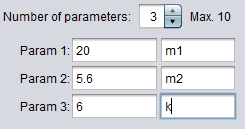 Number of parameters: 3 Max. 10
Param 1: 20 m1
Param 2: 5.6 m2
Param 3: 6 k